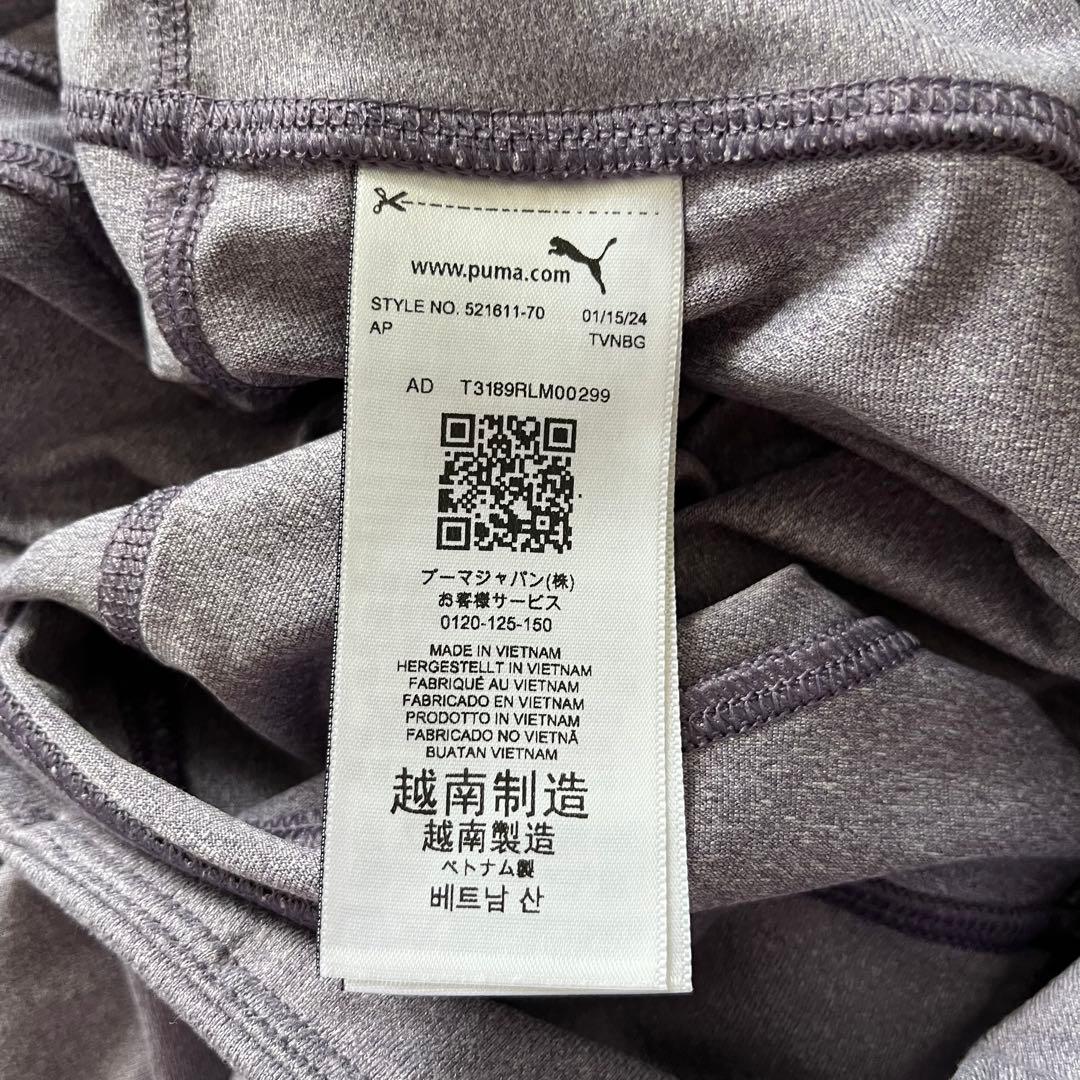 www.puma.com
STYLE NO. 521611-70 01/15/24
AP TVNBG
AD T3189RLM00299
プーマジャパン(株)
お客様サービス
0120-125-150
MADE IN VIETNAM
HERGESTELLT IN VIETNAM
FABRIQUÉ AU VIETNAM
FABRICADO EN VIETNAM
PRODOTTO IN VIETNAM
FABRICADO NO VIETNÃ
BUATAN VIETNAM
越南制造
越南製造
ベトナム製
베트남 산